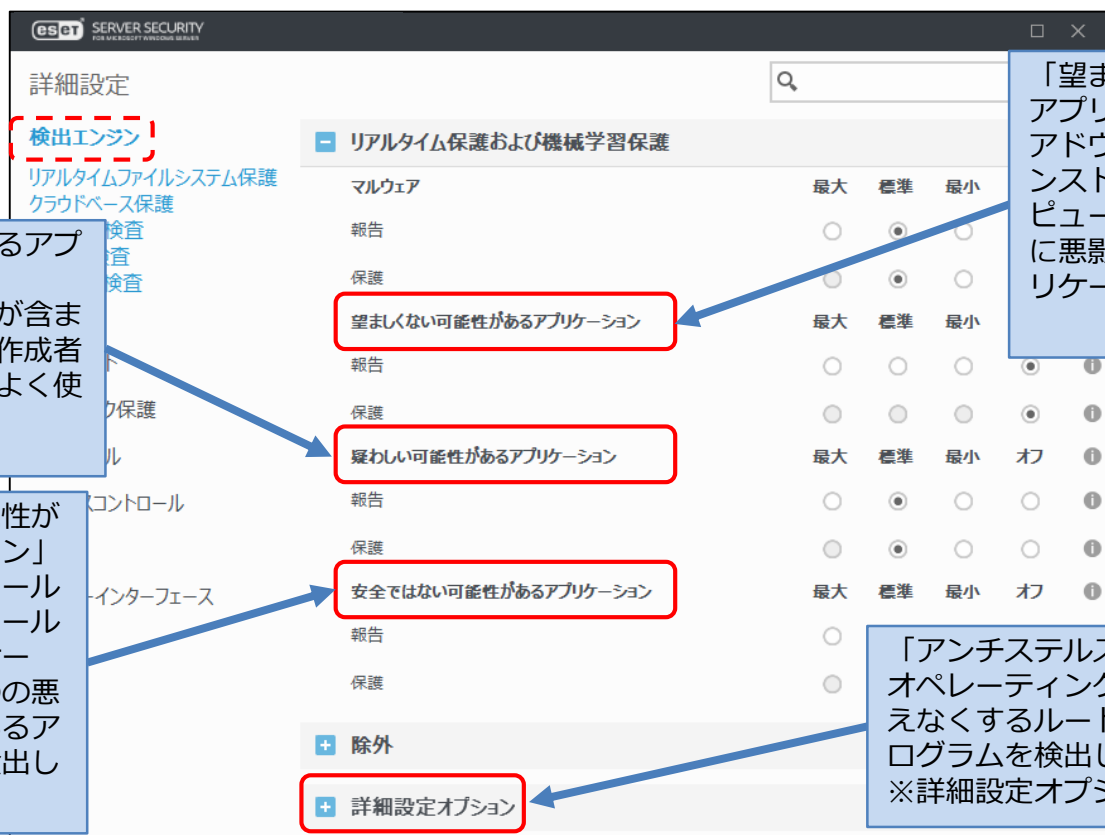 eset SERVER SECURITY
FOR MICROSOFT WINDOWS SERVER
詳細設定
検出エンジン
リアルタイムファイルシステム保護
クラウドベース保護
検査
検査
検査
ク保護
ル
スコントロール
ーインターフェース
リアルタイム保護および機械学習保護
マルウェア 最大 標準 最小
報告
保護
望ましくない可能性があるアプリケーション 最大 標準 最小
報告
保護
疑わしい可能性があるアプリケーション 最大 標準 最小 オフ
報告
保護
安全ではない可能性があるアプリケーション 最大 標準 最小 オフ
報告
保護
除外
詳細設定オプション
「望ま
アプリ
アドウ
ンスト
ピュー
に悪影
リケー
るアプ
が含ま
作成者
よく使
性が
ン」
ール
ール
ー
の悪
るア
出し
「アンチステルス
オペレーティング
えなくするルート
ログラムを検出し
※詳細設定オプシ